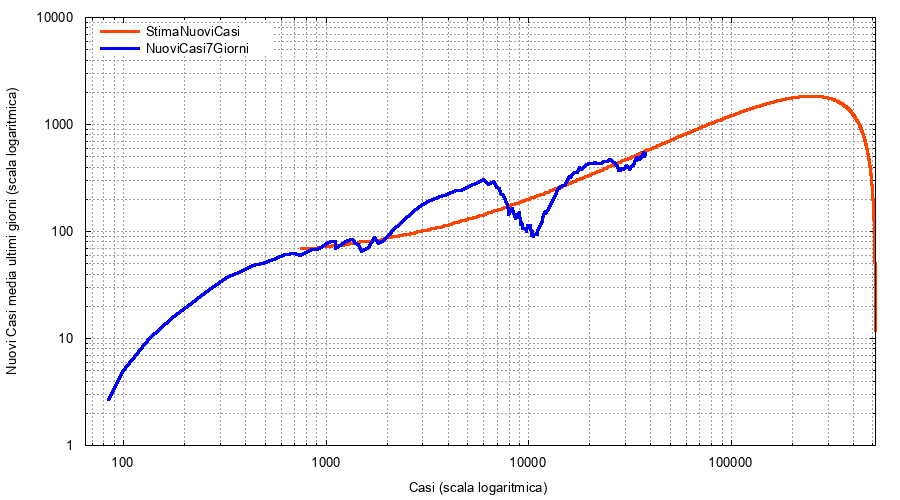 10000
StimaNuoviCasi
NuoviCasi7Giorni
1000
100
10
1
Nuovi Casi media ultimi giorni (scala logaritmica)
100
1000
10000
100000
Casi (scala logaritmica)